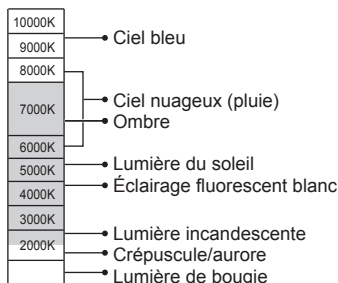 10000K
9000K
Ciel bleu
8000K
Ciel nuageux (pluie)
7000K
Ombre
6000K
5000K
Lumière du soleil
4000K
Éclairage fluorescent blanc
3000K
Lumière incandescente
2000K
Crépuscule/aurore
Lumière de bougie